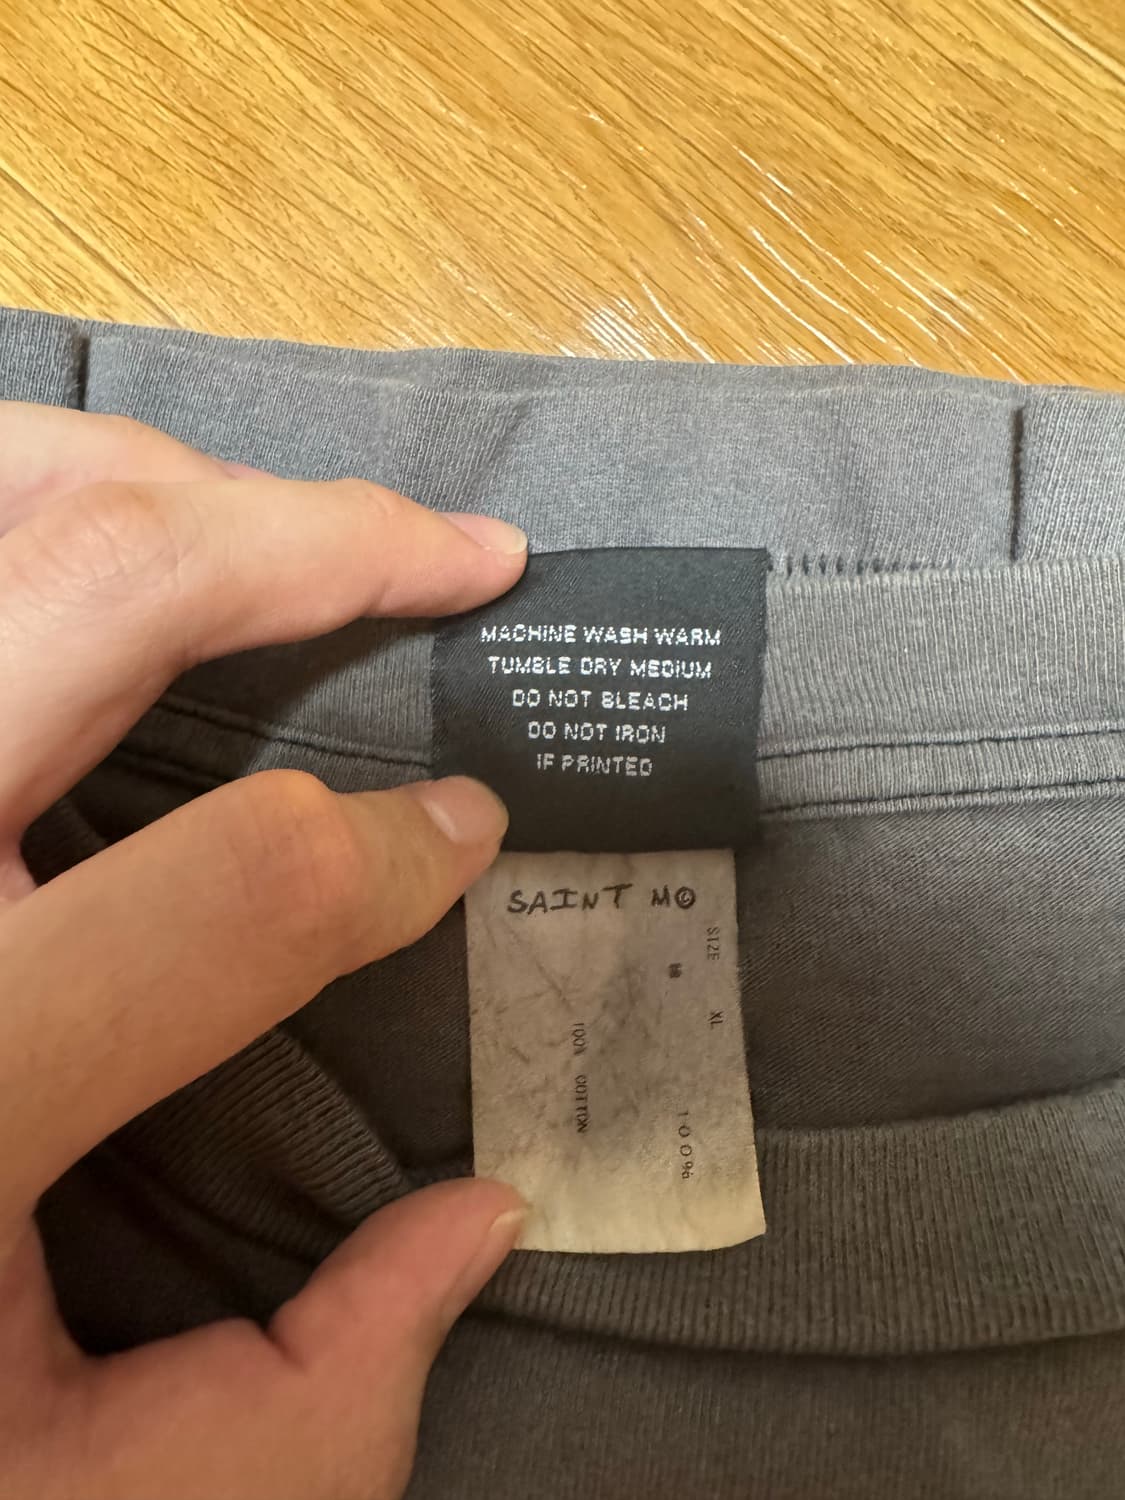 MACHINE WASH WARM
TUMBLE DRY MEDIUM
DO NOT BLEACH
DO NOT IRON
IF PRINTED
SAINT M©
SIZE XL
100%
100% COTTON